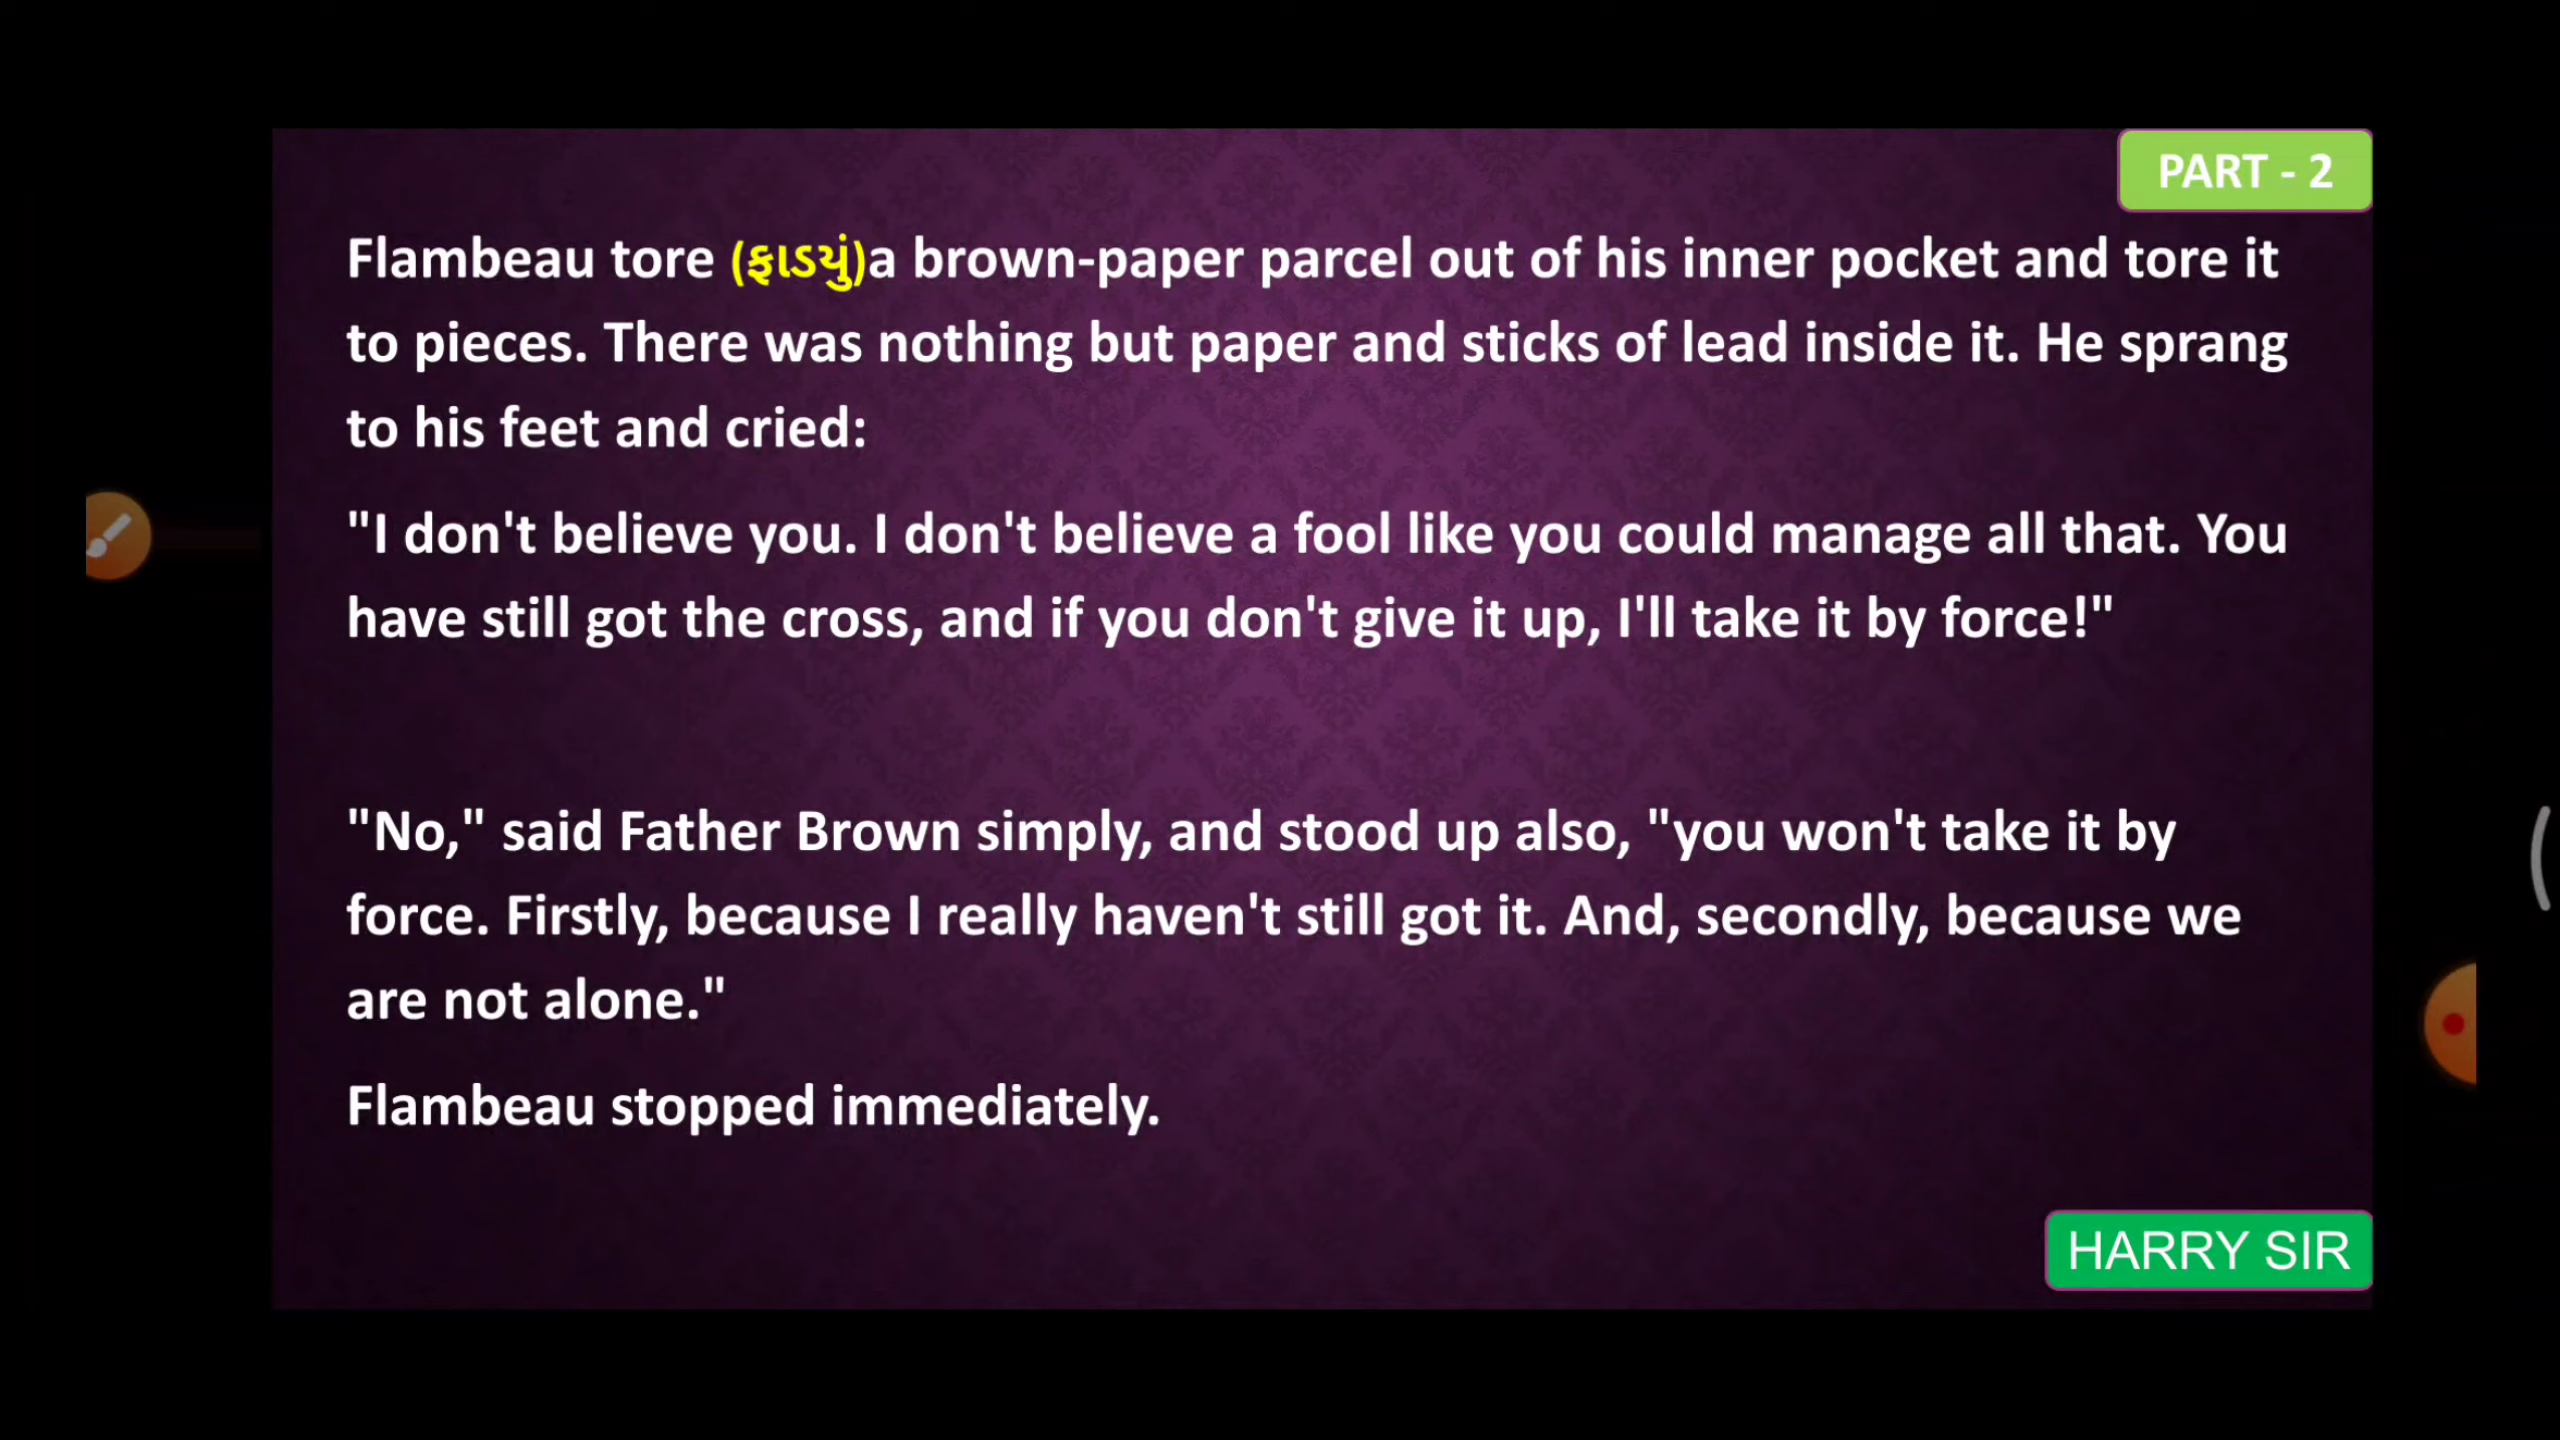 PART - 2
Flambeau tore (ફાડયું)a brown-paper parcel out of his inner pocket and tore it
to pieces. There was nothing but paper and sticks of lead inside it. He sprang
to his feet and cried:
"I don't believe you. I don't believe a fool like you could manage all that. You
have still got the cross, and if you don't give it up, I'll take it by force!"
"No," said Father Brown simply, and stood up also, "you won't take it by
force. Firstly, because I really haven't still got it. And, secondly, because we
are not alone."
Flambeau stopped immediately.
HARRY SIR